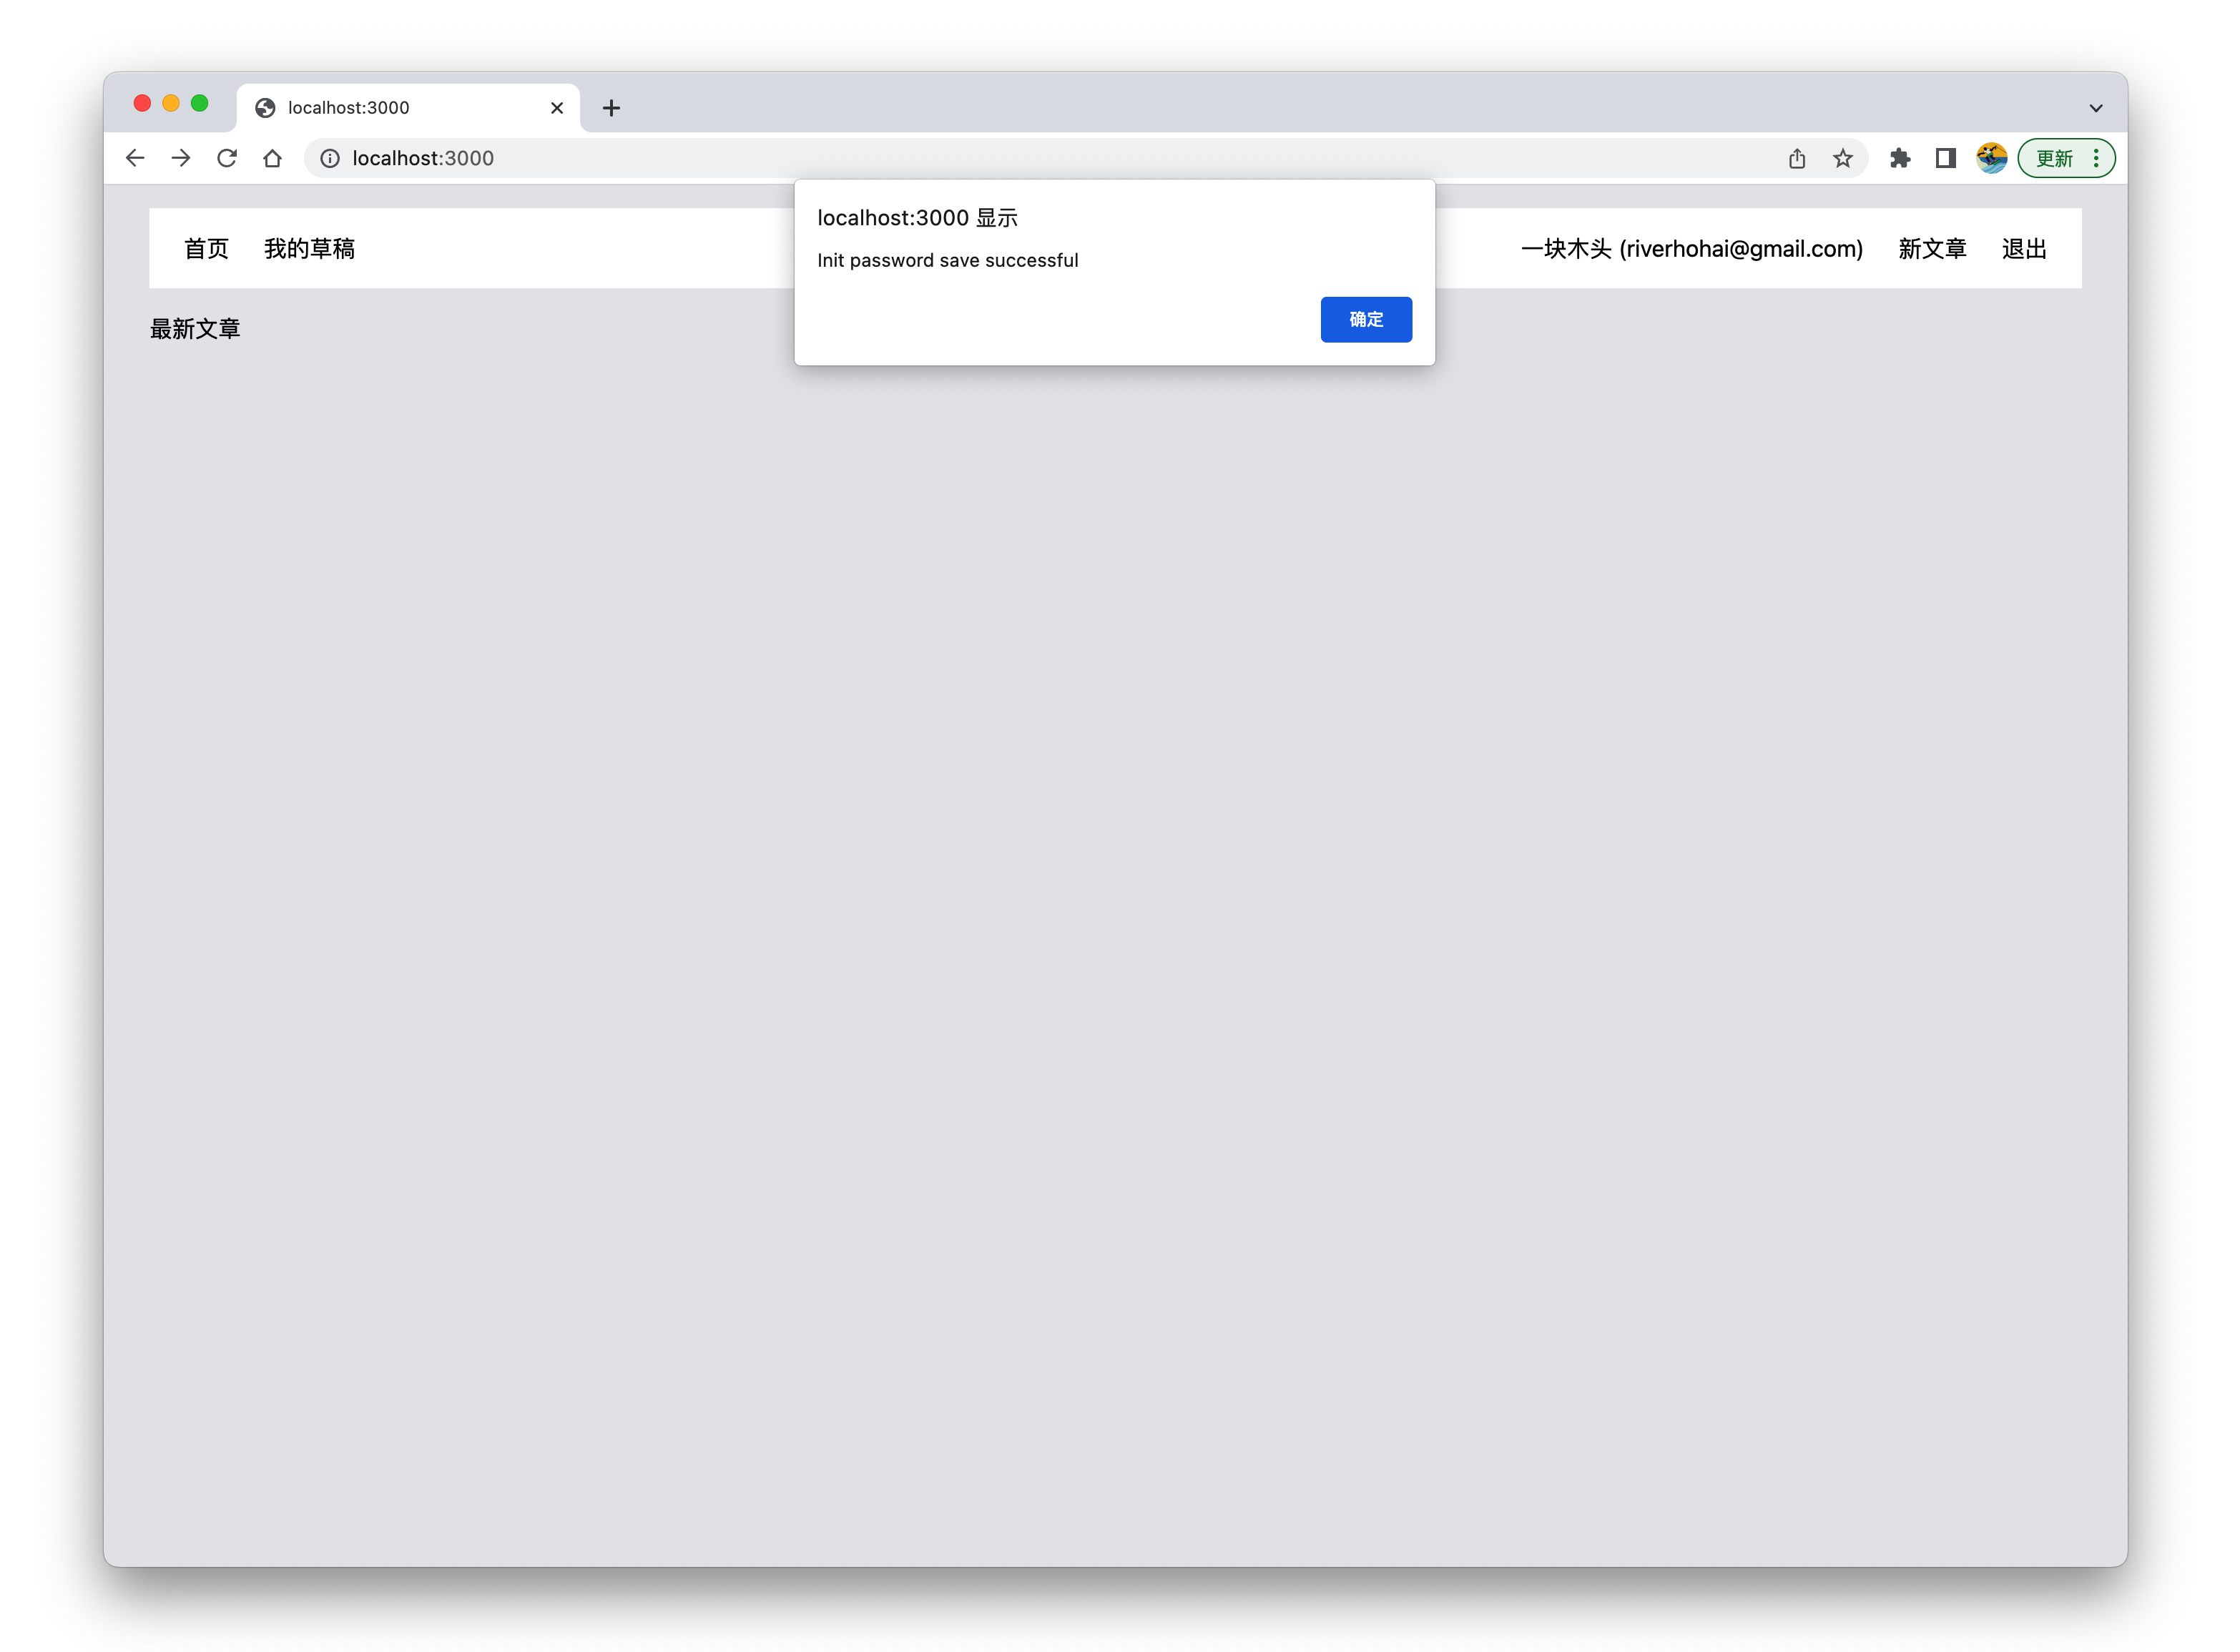 localhost:3000
localhost:3000
更新
localhost:3000 显示
Init password save successful
确定
首页 我的草稿 一块木头 (riverhohai@gmail.com) 新文章 退出
最新文章